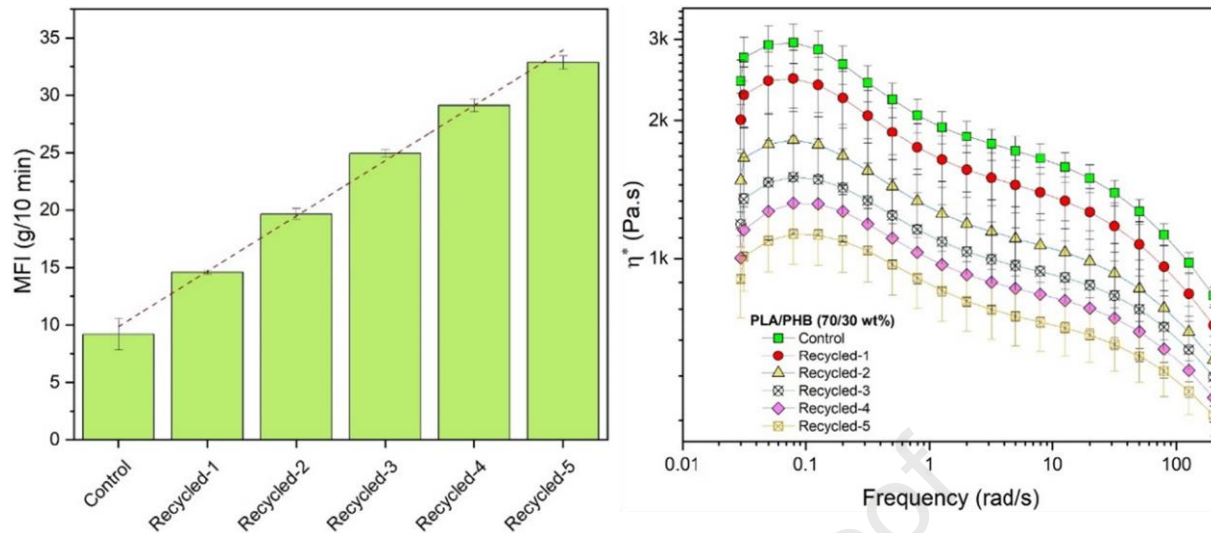 35
30
25
20
15
10
5
0
MFI (g/10 min)
Control
Recycled-1
Recycled-2
Recycled-3
Recycled-4
Recycled-5
3k
2k
1k
η* (Pa.s)
PLA/PHB (70/30 wt%)
Control
Recycled-1
Recycled-2
Recycled-3
Recycled-4
Recycled-5
0.01
0.1
1
10
100
Frequency (rad/s)
oof